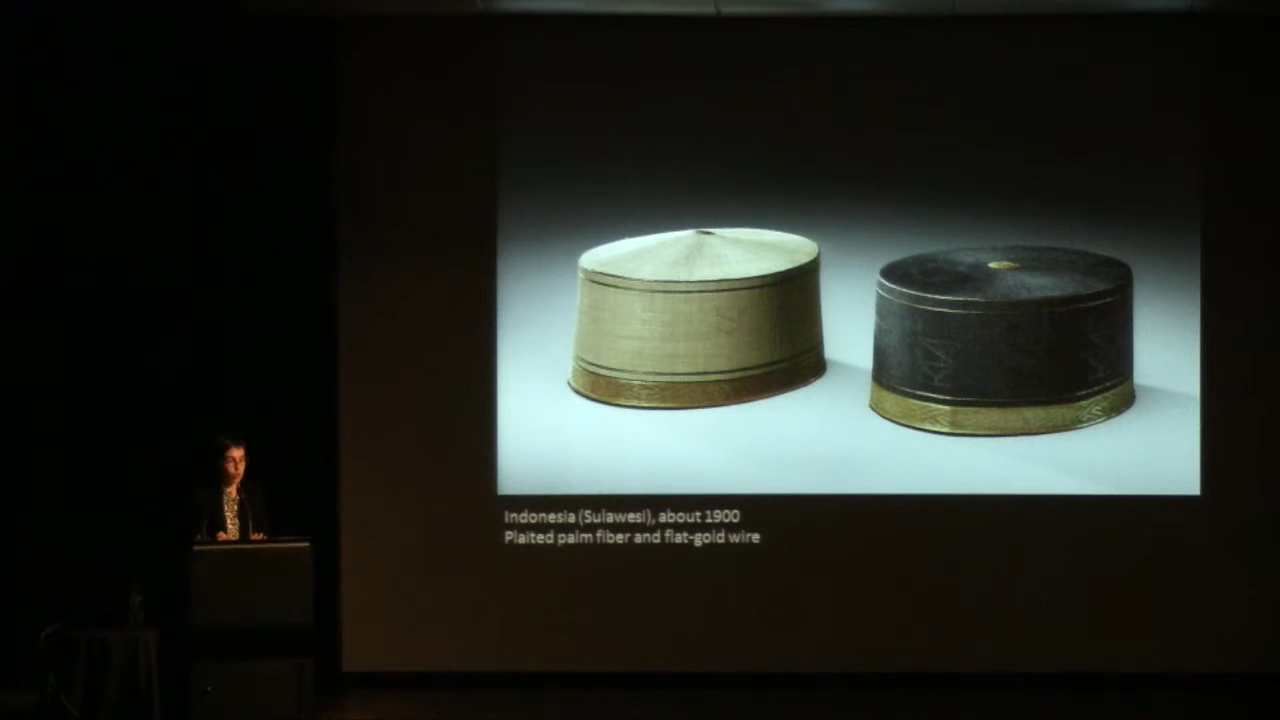 Indonesia (Sulawesi), about 1900
Plaited palm fiber and flat-gold wire